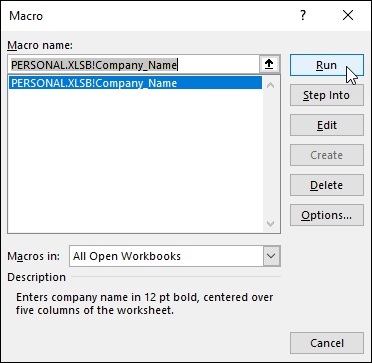 Macro
Macro name:
PERSONAL.XLSB!Company_Name
Run
PERSONAL.XLSB!Company_Name
Step Into
Edit
Create
Delete
Options...
Macros in: All Open Workbooks
Description
Enters company name in 12 pt bold, centered over
five columns of the worksheet.
Cancel